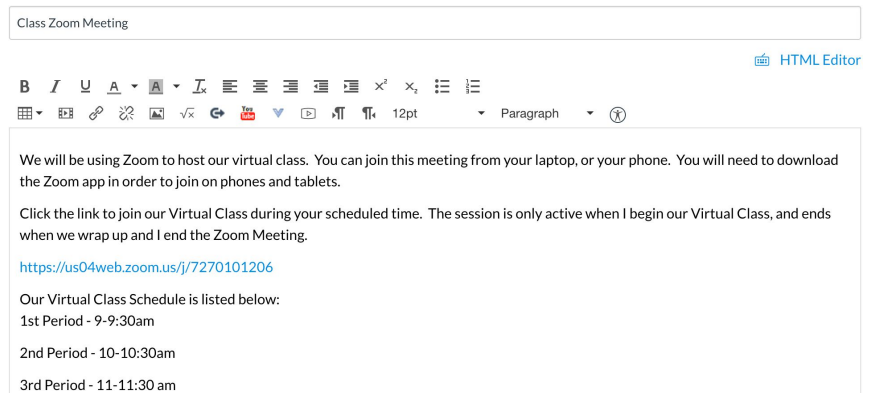 Class Zoom Meeting
HTML Editor
B I U A A Ix x² x₂
√x You Tube V 12pt Paragraph
We will be using Zoom to host our virtual class.  You can join this meeting from your laptop, or your phone.  You will need to download
the Zoom app in order to join on phones and tablets.
Click the link to join our Virtual Class during your scheduled time.  The session is only active when I begin our Virtual Class, and ends
when we wrap up and I end the Zoom Meeting.
https://us04web.zoom.us/j/7270101206
Our Virtual Class Schedule is listed below:
1st Period - 9-9:30am
2nd Period - 10-10:30am
3rd Period - 11-11:30 am